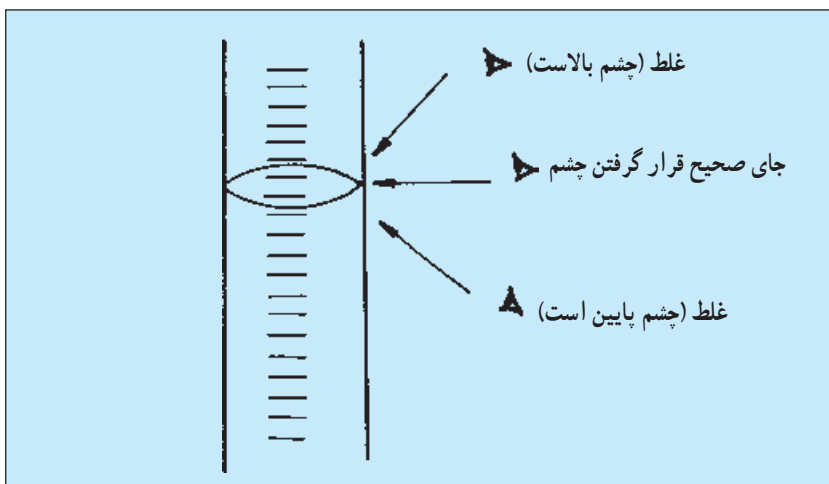 غلط (چشم بالاست)
جای صحیح قرار گرفتن چشم
غلط (چشم پایین است)